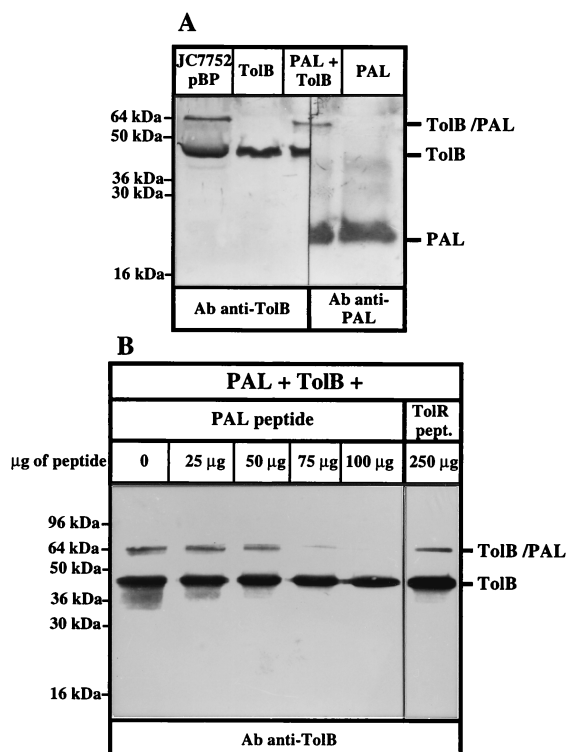 A
JC7752 pBP TolB PAL + TolB PAL
64 kDa
50 kDa
36 kDa
30 kDa
16 kDa
TolB /PAL
TolB
PAL
Ab anti-TolB Ab anti-PAL
B
PAL + TolB +
PAL peptide TolR pept.
µg of peptide 0 25 µg 50 µg 75 µg 100 µg 250 µg
96 kDa
64 kDa
50 kDa
36 kDa
30 kDa
16 kDa
TolB /PAL
TolB
Ab anti-TolB